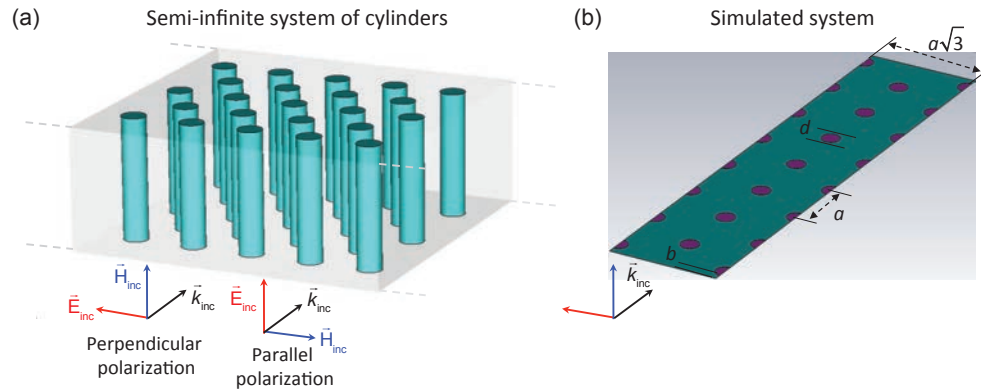 (a) Semi-infinite system of cylinders
H⃗inc
E⃗inc
k⃗inc
Perpendicular
polarization
E⃗inc
k⃗inc
H⃗inc
Parallel
polarization
(b) Simulated system
a√3
d
a
b
k⃗inc